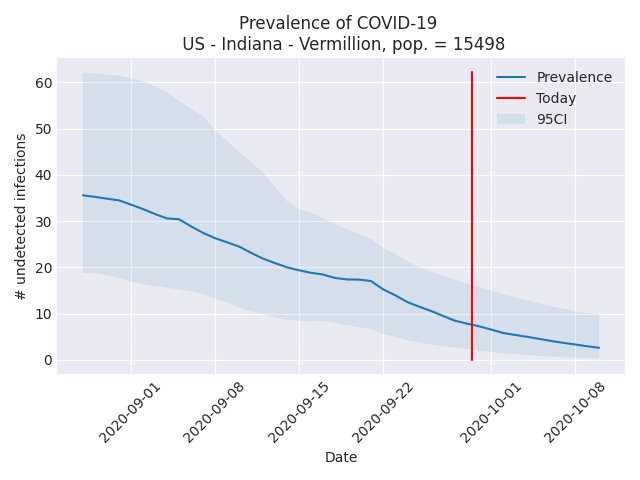 Prevalence of COVID-19
US - Indiana - Vermillion, pop. = 15498
Prevalence
Today
95CI
# undetected infections
60
50
40
30
20
10
0
2020-09-01
2020-09-08
2020-09-15
2020-09-22
2020-10-01
2020-10-08
Date